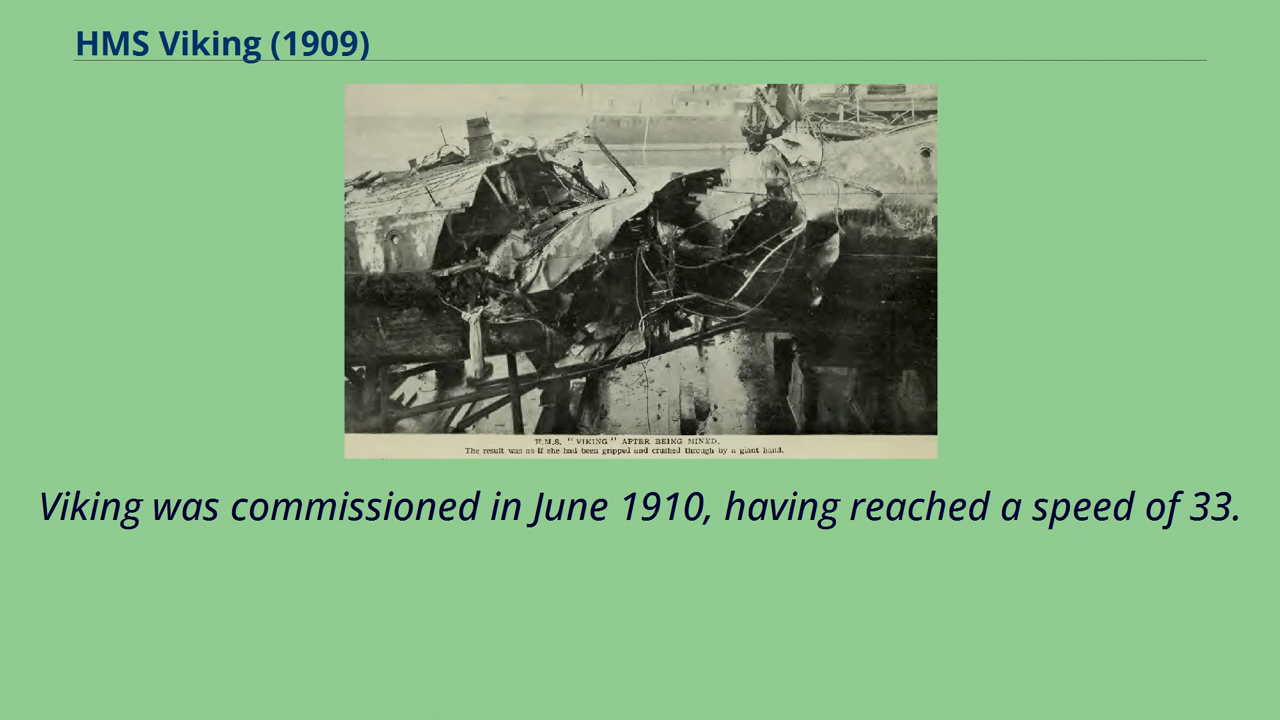 HMS Viking (1909)
H.M.S. "VIKING" AFTER BEING MINED.
The result was as if she had been gripped and crushed through by a giant hand.
Viking was commissioned in June 1910, having reached a speed of 33.